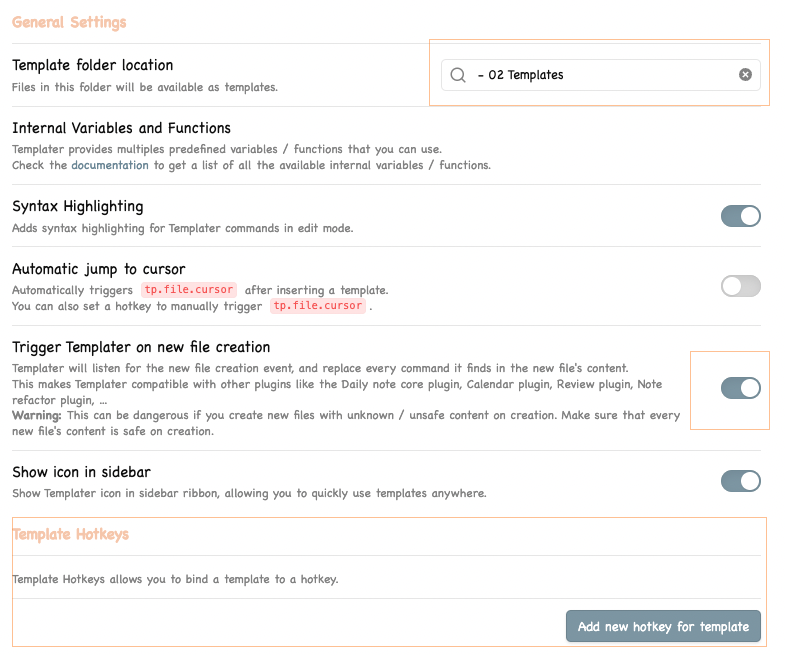 General Settings
Template folder location
Files in this folder will be available as templates.
- 02 Templates
Internal Variables and Functions
Templater provides multiples predefined variables / functions that you can use.
Check the documentation to get a list of all the available internal variables / functions.
Syntax Highlighting
Adds syntax highlighting for Templater commands in edit mode.
Automatic jump to cursor
Automatically triggers tp.file.cursor after inserting a template.
You can also set a hotkey to manually trigger tp.file.cursor .
Trigger Templater on new file creation
Templater will listen for the new file creation event, and replace every command it finds in the new file's content.
This makes Templater compatible with other plugins like the Daily note core plugin, Calendar plugin, Review plugin, Note
refactor plugin, ...
Warning: This can be dangerous if you create new files with unknown / unsafe content on creation. Make sure that every
new file's content is safe on creation.
Show icon in sidebar
Show Templater icon in sidebar ribbon, allowing you to quickly use templates anywhere.
Template Hotkeys
Template Hotkeys allows you to bind a template to a hotkey.
Add new hotkey for template